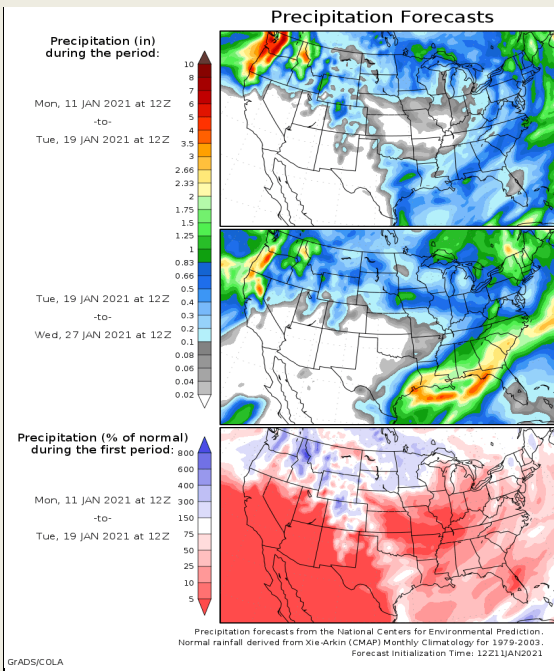 Precipitation Forecasts
Precipitation (in)
during the period:
Mon, 11 JAN 2021 at 12Z
-to-
Tue, 19 JAN 2021 at 12Z
10
8
7
6
5
4
3.5
3
2.66
2.33
2
1.75
1.5
1.25
1
0.83
0.66
0.5
0.4
0.3
0.2
0.1
0.08
0.06
0.04
0.02
Tue, 19 JAN 2021 at 12Z
-to-
Wed, 27 JAN 2021 at 12Z
Precipitation (% of normal)
during the first period:
Mon, 11 JAN 2021 at 12Z
-to-
Tue, 19 JAN 2021 at 12Z
800
600
400
300
150
75
50
25
10
5
Precipitation forecasts from the National Centers for Environmental Prediction.
Normal rainfall derived from Xie-Arkin (CMAP) Monthly Climatology for 1979-2003.
Forecast Initialization Time: 12Z11JAN2021
GrADS/COLA